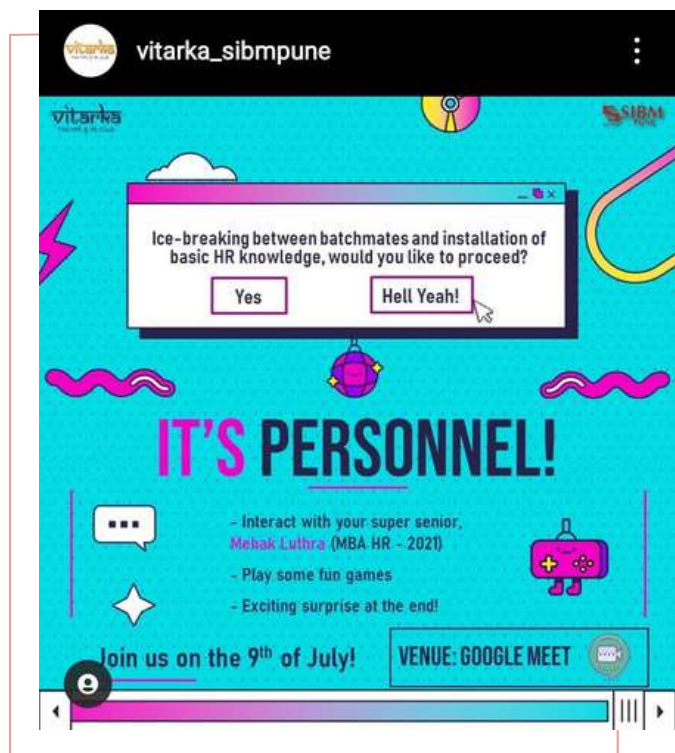 vitarka
vitarka_sibmpune
vitarka
SIBM
Ice-breaking between batchmates and installation of
basic HR knowledge, would you like to proceed?
Yes
Hell Yeah!
IT'S PERSONNEL!
- Interact with your super senior,
Mehak Luthra (MBA HR - 2021)
- Play some fun games
- Exciting surprise at the end!
Join us on the 9th of July!
VENUE: GOOGLE MEET